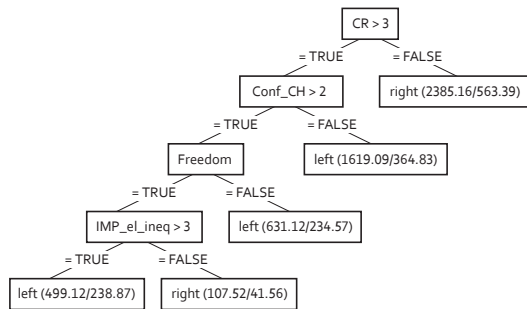 CR > 3
= TRUE
= FALSE
Conf_CH > 2
right (2385.16/563.39)
= TRUE
= FALSE
Freedom
left (1619.09/364.83)
= TRUE
= FALSE
IMP_el_ineq > 3
left (631.12/234.57)
= TRUE
= FALSE
left (499.12/238.87)
right (107.52/41.56)